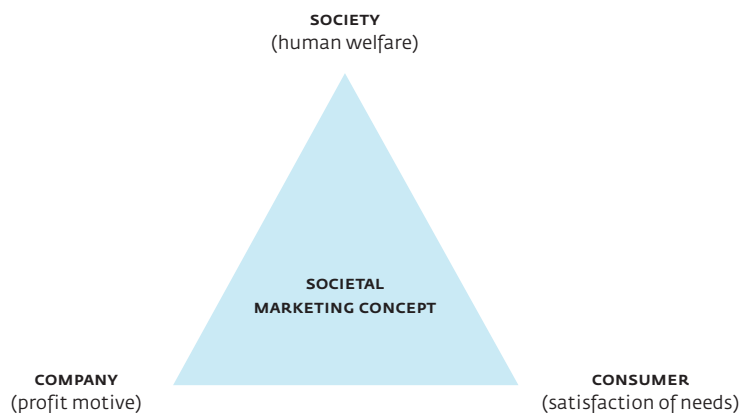 SOCIETY
(human welfare)
SOCIETAL
MARKETING CONCEPT
COMPANY
(profit motive)
CONSUMER
(satisfaction of needs)